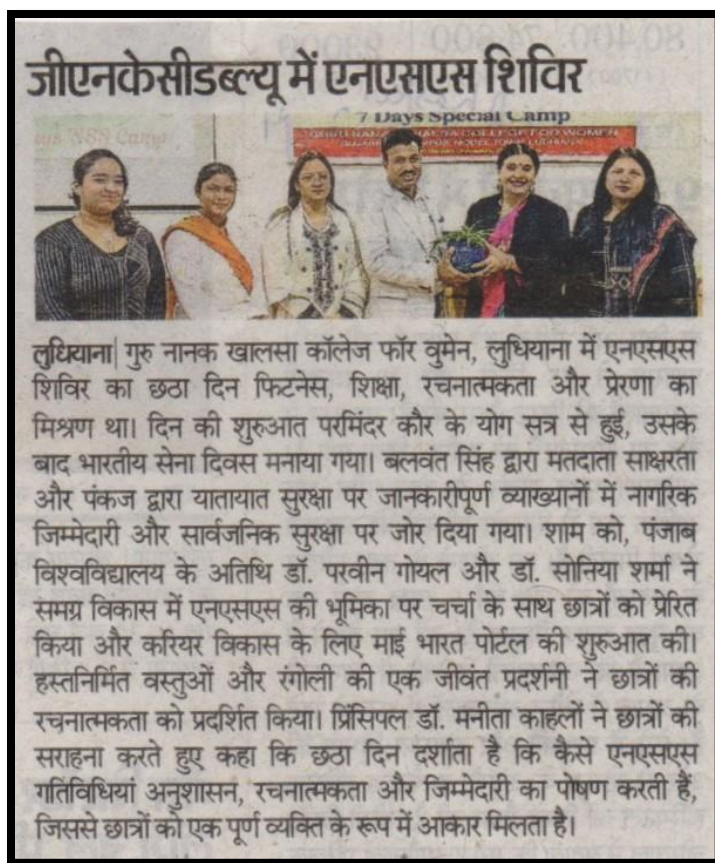 जीएनकेसीडब्ल्यू में एनएसएस शिविर
7 Days Special Camp
NSS Camp
लुधियाना| गुरु नानक खालसा कॉलेज फॉर वुमेन, लुधियाना में एनएसएस
शिविर का छठा दिन फिटनेस, शिक्षा, रचनात्मकता और प्रेरणा का
मिश्रण था। दिन की शुरुआत परमिंदर कौर के योग सत्र से हुई, उसके
बाद भारतीय सेना दिवस मनाया गया। बलवंत सिंह द्वारा मतदाता साक्षरता
और पंकज द्वारा यातायात सुरक्षा पर जानकारीपूर्ण व्याख्यानों में नागरिक
जिम्मेदारी और सार्वजनिक सुरक्षा पर जोर दिया गया। शाम को, पंजाब
विश्वविद्यालय के अतिथि डॉ. परवीन गोयल और डॉ. सोनिया शर्मा ने
समग्र विकास में एनएसएस की भूमिका पर चर्चा के साथ छात्रों को प्रेरित
किया और करियर विकास के लिए माई भारत पोर्टल की शुरुआत की।
हस्तनिर्मित वस्तुओं और रंगोली की एक जीवंत प्रदर्शनी ने छात्रों की
रचनात्मकता को प्रदर्शित किया। प्रिंसिपल डॉ. मनीता काहलों ने छात्रों की
सराहना करते हुए कहा कि छठा दिन दर्शाता है कि कैसे एनएसएस
गतिविधियां अनुशासन, रचनात्मकता और जिम्मेदारी का पोषण करती हैं,
जिससे छात्रों को एक पूर्ण व्यक्ति के रूप में आकार मिलता है।